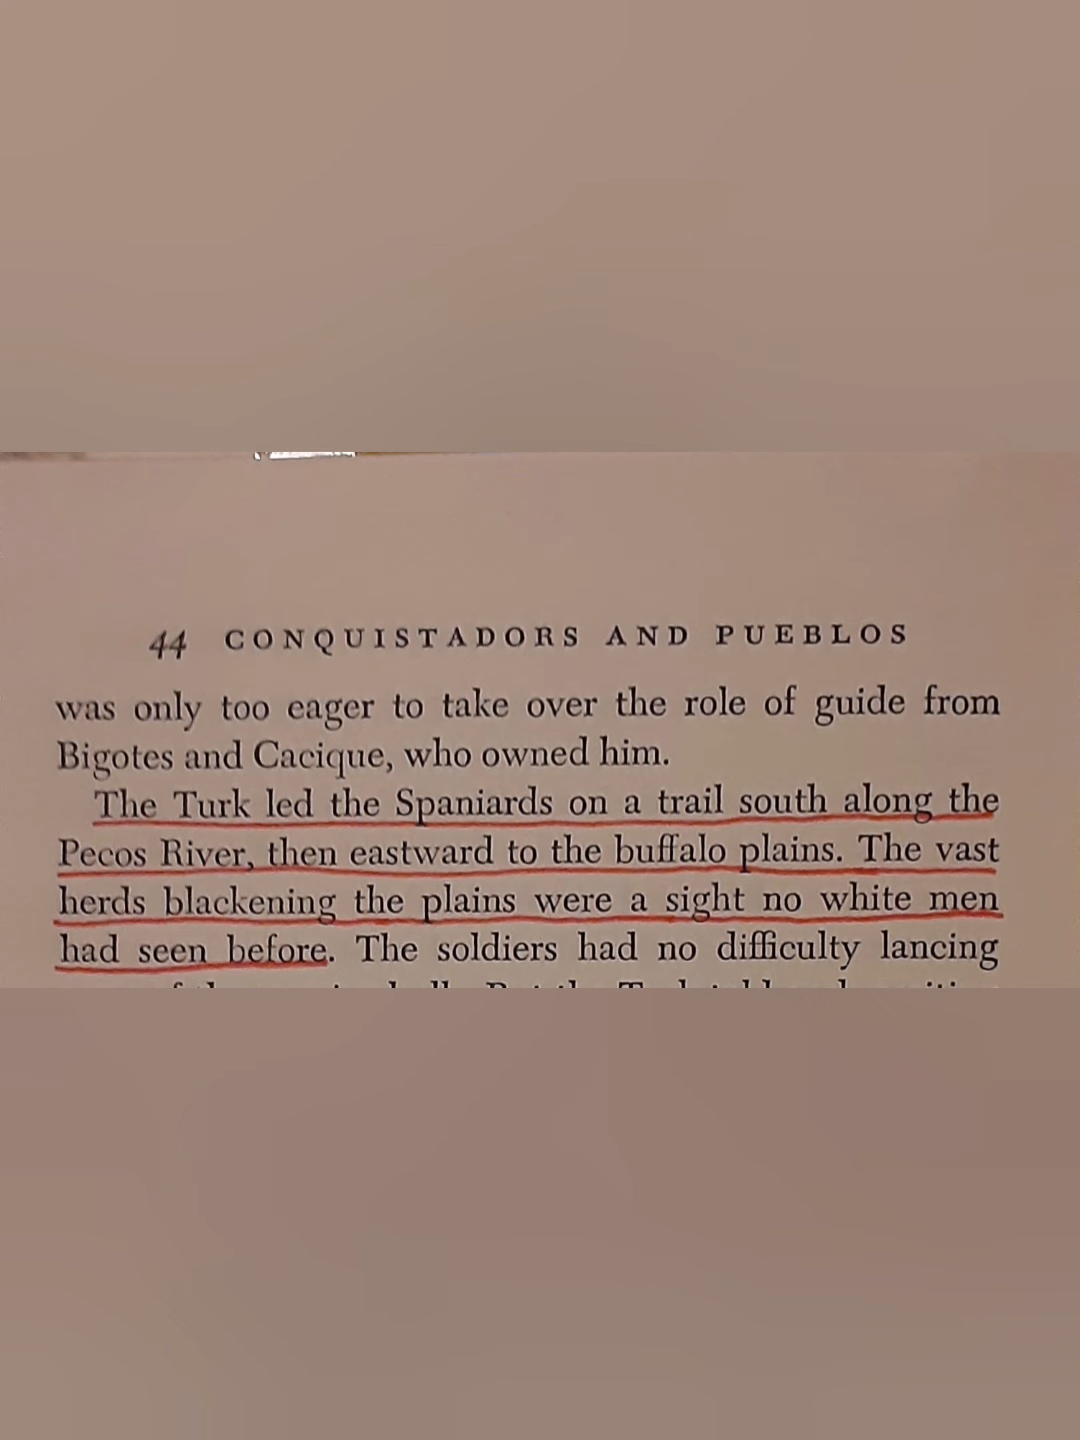 44 CONQUISTADORS AND PUEBLOS
was only too eager to take over the role of guide from
Bigotes and Cacique, who owned him.
The Turk led the Spaniards on a trail south along the
Pecos River, then eastward to the buffalo plains. The vast
herds blackening the plains were a sight no white men
had seen before. The soldiers had no difficulty lancing